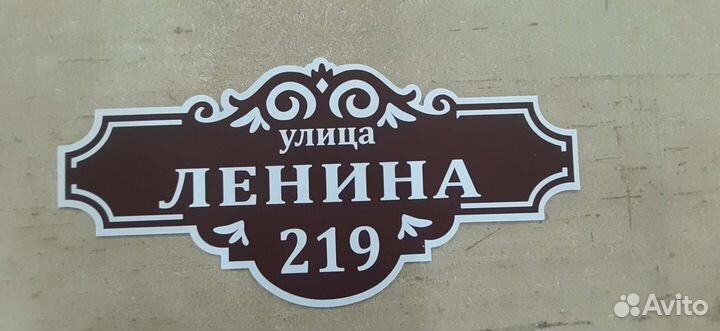 улица
ЛЕНИНА
219
Avito